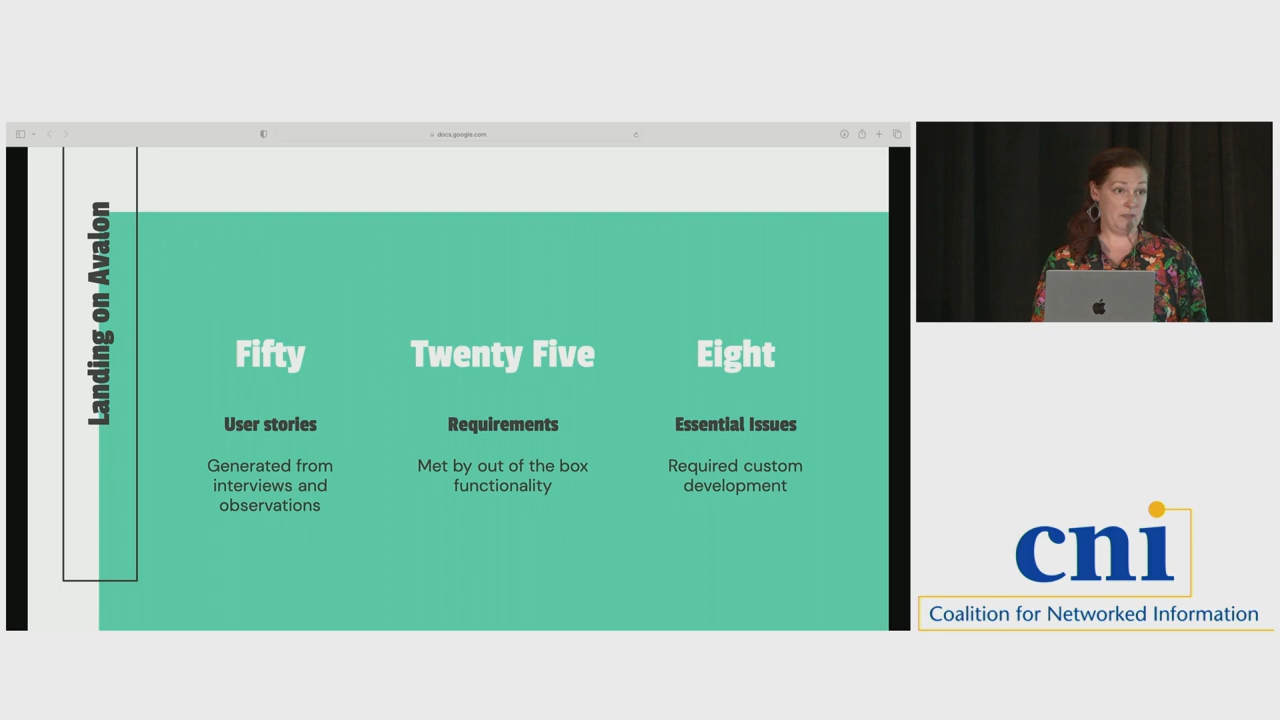 docs.google.com
Landing on Avalon
Fifty
Twenty Five
Eight
User stories
Requirements
Essential Issues
Generated from
interviews and
observations
Met by out of the box
functionality
Required custom
development
cni
Coalition for Networked Information